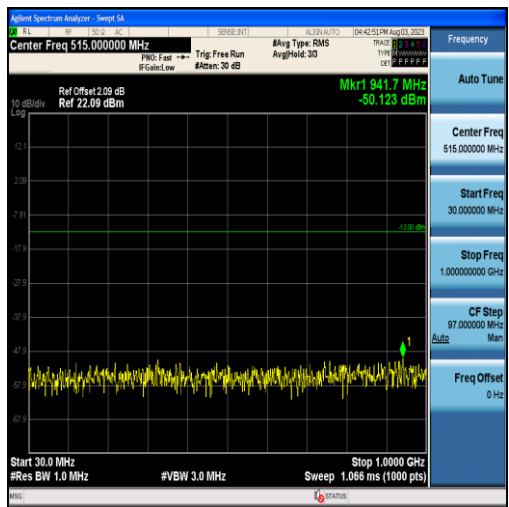 Agilent Spectrum Analyzer - Swept SA
RL RF 50 Ω AC SENSE:INT ALIGN AUTO 04:42:51 PM Aug 03, 2023
Center Freq 515.000000 MHz #Avg Type: RMS TRACE 1 2 3 4 5 6 Frequency
PNO: Fast Trig: Free Run Avg|Hold: 3/3 TYPE
IFGain:Low #Atten: 30 dB DET P P P P P P
Auto Tune
Mkr1 941.7 MHz
Ref Offset 2.09 dB
10 dB/div Ref 22.09 dBm -50.123 dBm
Log
Center Freq
515.000000 MHz
12.1
2.09
Start Freq
30.000000 MHz
-7.91
-13.00 dBm
-17.9
Stop Freq
1.000000000 GHz
-27.9
-37.9
CF Step
97.000000 MHz
Auto Man
1
-47.9
-57.9
Freq Offset
0 Hz
-67.9
Start 30.0 MHz Stop 1.0000 GHz
#Res BW 1.0 MHz #VBW 3.0 MHz Sweep 1.066 ms (1000 pts)
MSG STATUS